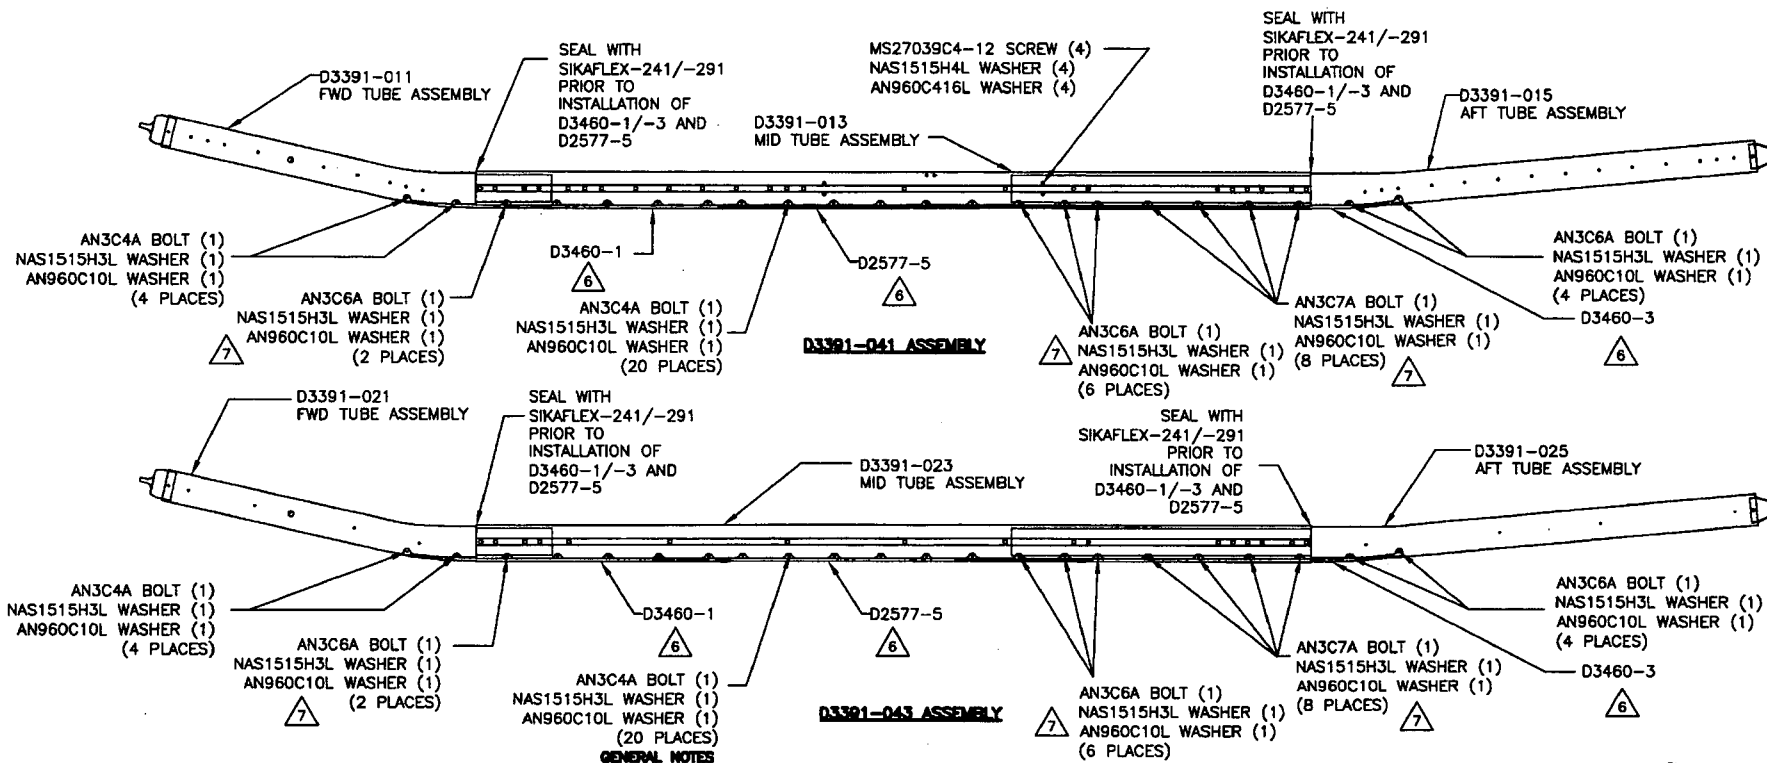 D3391-011
FWD TUBE ASSEMBLY
SEAL WITH
SIKAFLEX-241/-291
PRIOR TO
INSTALLATION OF
D3460-1/-3 AND
D2577-5
MS27039C4-12 SCREW (4)
NAS1515H4L WASHER (4)
AN960C416L WASHER (4)
D3391-013
MID TUBE ASSEMBLY
SEAL WITH
SIKAFLEX-241/-291
PRIOR TO
INSTALLATION OF
D3460-1/-3 AND
D2577-5
D3391-015
AFT TUBE ASSEMBLY
AN3C4A BOLT (1)
NAS1515H3L WASHER (1)
AN960C10L WASHER (1)
(4 PLACES)
AN3C6A BOLT (1)
NAS1515H3L WASHER (1)
AN960C10L WASHER (1)
(2 PLACES)
7
D3460-1
6
AN3C4A BOLT (1)
NAS1515H3L WASHER (1)
AN960C10L WASHER (1)
(20 PLACES)
D2577-5
6
D3391-041 ASSEMBLY
7
AN3C6A BOLT (1)
NAS1515H3L WASHER (1)
AN960C10L WASHER (1)
(6 PLACES)
AN3C7A BOLT (1)
NAS1515H3L WASHER (1)
AN960C10L WASHER (1)
(8 PLACES)
7
AN3C6A BOLT (1)
NAS1515H3L WASHER (1)
AN960C10L WASHER (1)
(4 PLACES)
D3460-3
6
D3391-021
FWD TUBE ASSEMBLY
SEAL WITH
SIKAFLEX-241/-291
PRIOR TO
INSTALLATION OF
D3460-1/-3 AND
D2577-5
D3391-023
MID TUBE ASSEMBLY
SEAL WITH
SIKAFLEX-241/-291
PRIOR TO
INSTALLATION OF
D3460-1/-3 AND
D2577-5
D3391-025
AFT TUBE ASSEMBLY
AN3C4A BOLT (1)
NAS1515H3L WASHER (1)
AN960C10L WASHER (1)
(4 PLACES)
AN3C6A BOLT (1)
NAS1515H3L WASHER (1)
AN960C10L WASHER (1)
(2 PLACES)
7
D3460-1
6
AN3C4A BOLT (1)
NAS1515H3L WASHER (1)
AN960C10L WASHER (1)
(20 PLACES)
D2577-5
6
D3391-043 ASSEMBLY
7
AN3C6A BOLT (1)
NAS1515H3L WASHER (1)
AN960C10L WASHER (1)
(6 PLACES)
AN3C7A BOLT (1)
NAS1515H3L WASHER (1)
AN960C10L WASHER (1)
(8 PLACES)
7
AN3C6A BOLT (1)
NAS1515H3L WASHER (1)
AN960C10L WASHER (1)
(4 PLACES)
D3460-3
6
GENERAL NOTES